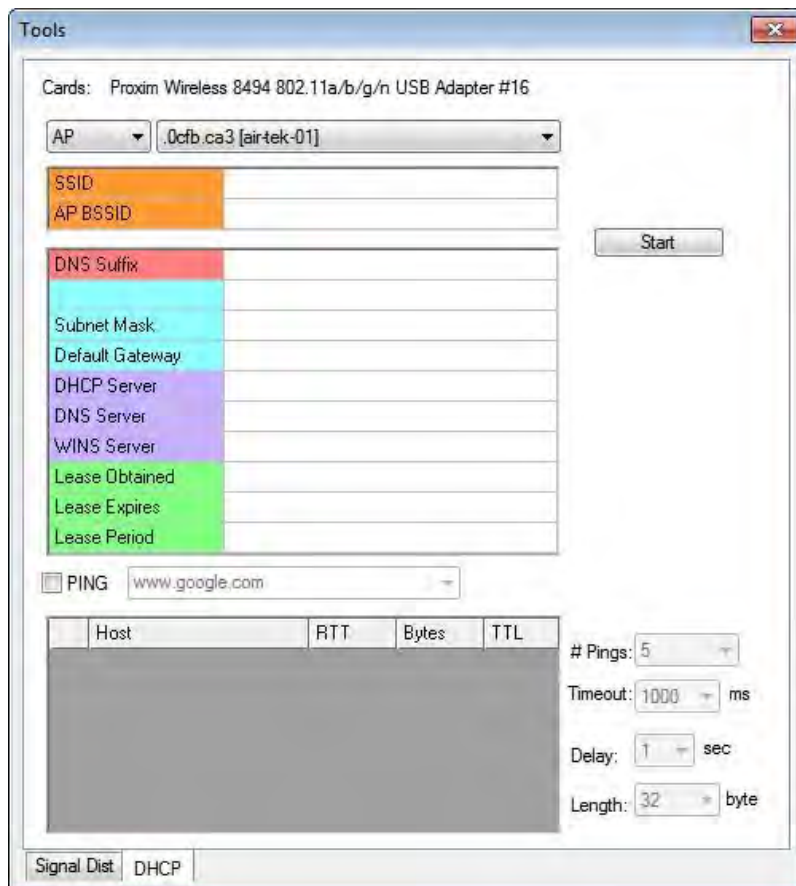 Tools
Cards: Proxim Wireless 8494 802.11a/b/g/n USB Adapter #16
AP .0cfb.ca3 [air-tek-01]
SSID
AP BSSID
Start
DNS Suffix
Subnet Mask
Default Gateway
DHCP Server
DNS Server
WINS Server
Lease Obtained
Lease Expires
Lease Period
PING www.google.com
Host RTT Bytes TTL
# Pings: 5
Timeout: 1000 ms
Delay: 1 sec
Length: 32 byte
Signal Dist DHCP